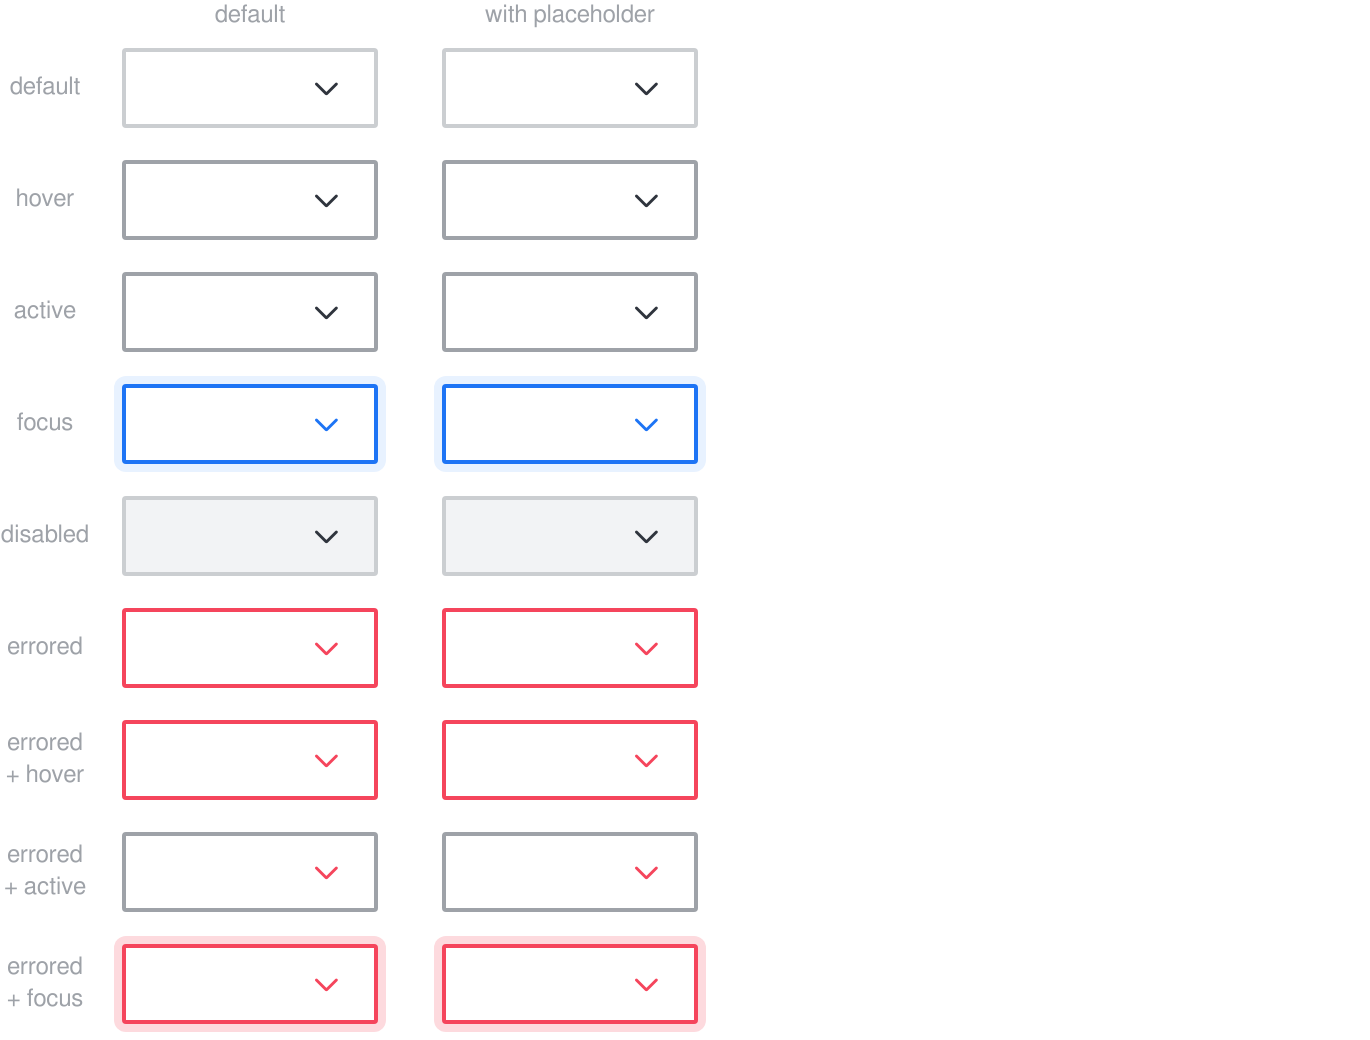 default
with placeholder
default
hover
active
focus
disabled
errored
errored
+ hover
errored
+ active
errored
+ focus